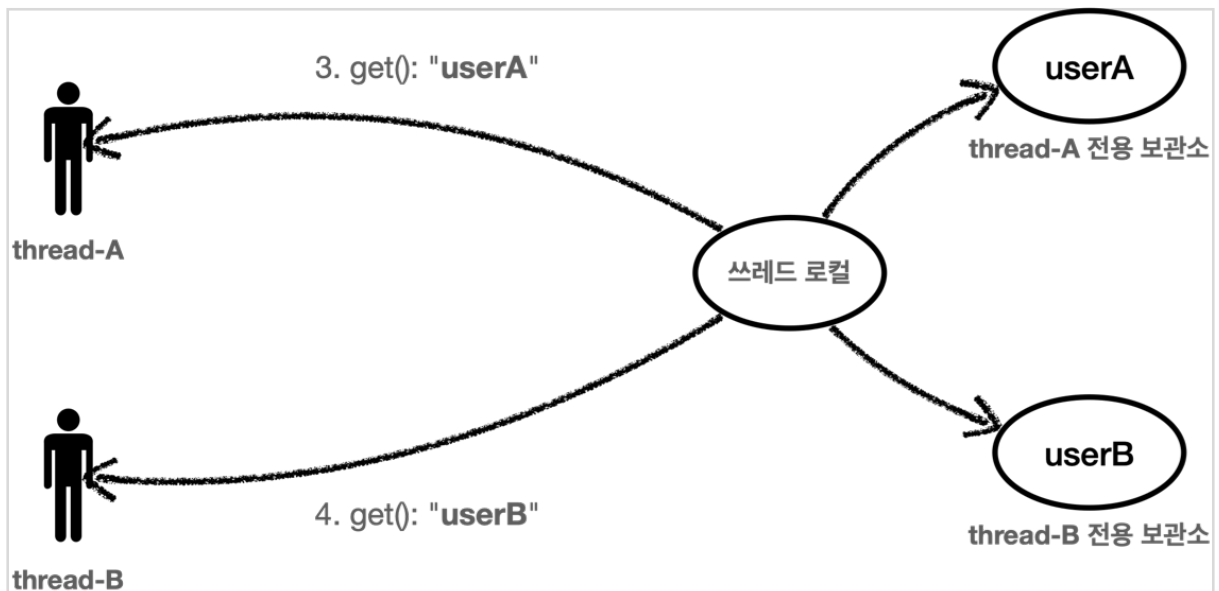 3. get(): "userA"
userA
thread-A 전용 보관소
thread-A
쓰레드 로컬
userB
4. get(): "userB"
thread-B 전용 보관소
thread-B